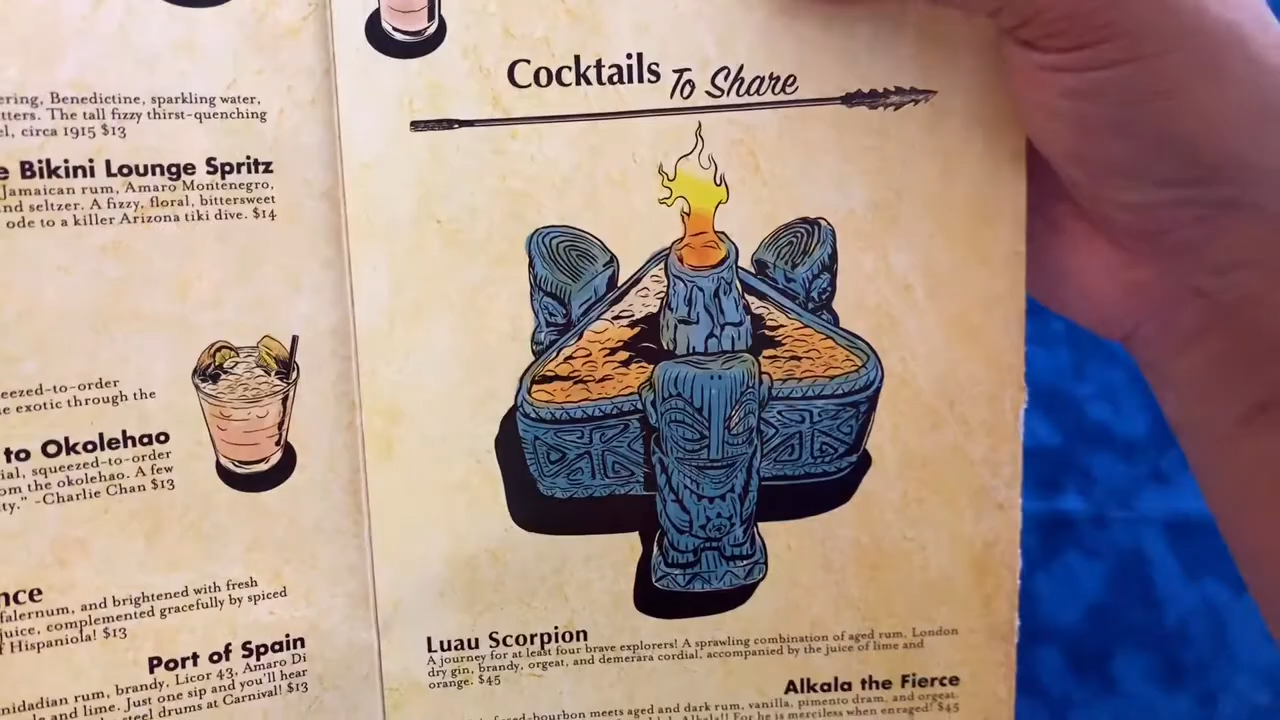 ering, Benedictine, sparkling water,
tters. The tall fizzy thirst-quenching
el, circa 1915 $13
e Bikini Lounge Spritz
Jamaican rum, Amaro Montenegro,
nd seltzer. A fizzy, floral, bittersweet
ode to a killer Arizona tiki dive. $14
eezed-to-order
e exotic through the
to Okolehao
ial, squeezed-to-order
om the okolehao. A few
ty." -Charlie Chan $13
nce
falernum, and brightened with fresh
juice, complemented gracefully by spiced
f Hispaniola! $13
Port of Spain
nidadian rum, brandy, Licor 43, Amaro Di
le and lime. Just one sip and you'll hear
steel drums at Carnival! $13
Cocktails To Share
Luau Scorpion
A journey for at least four brave explorers! A sprawling combination of aged rum, London
dry gin, brandy, orgeat, and demerara cordial, accompanied by the juice of lime and
orange. $45
Alkala the Fierce
fused-bourbon meets aged and dark rum, vanilla, pimento dram, and orgeat.
Alkala!! For he is merciless when enraged! $45